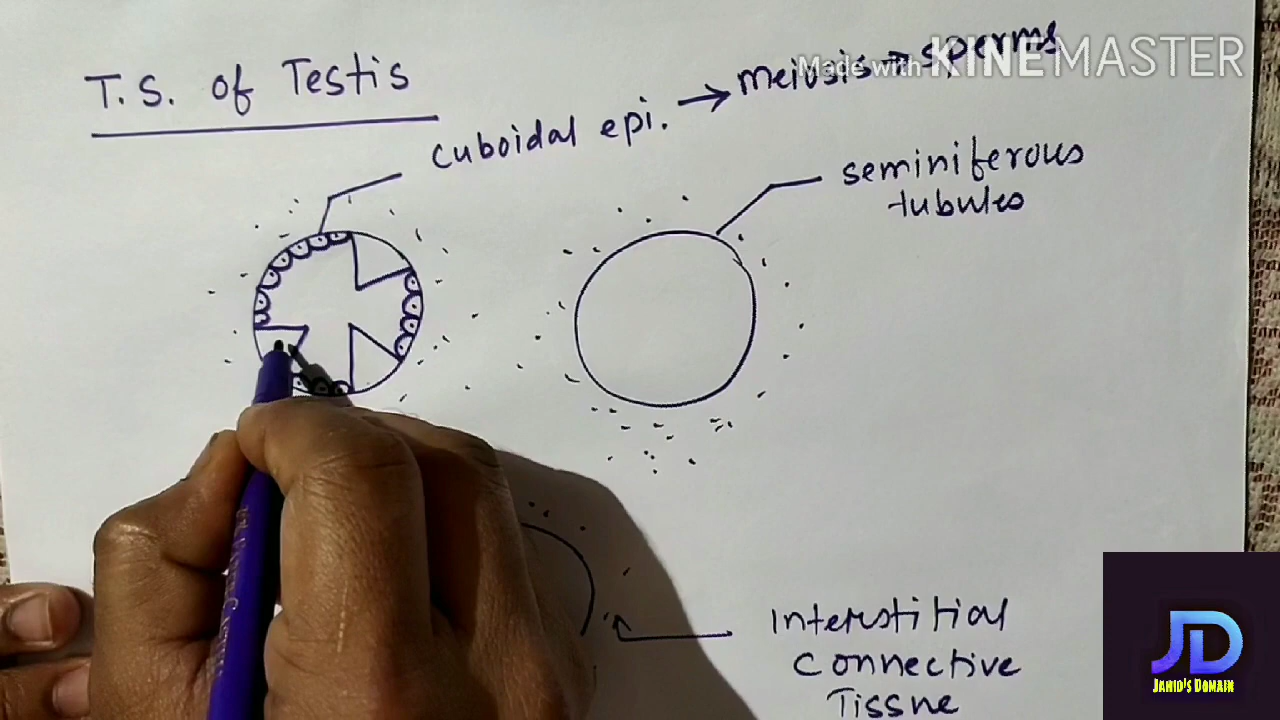 T.S. of Testis
cuboidal epi. → meiosis → sperms
Made with KINEMASTER
seminiferous
tubules
Interstitial
Connective
Tissue
JD
JAHID'S DOMAIN